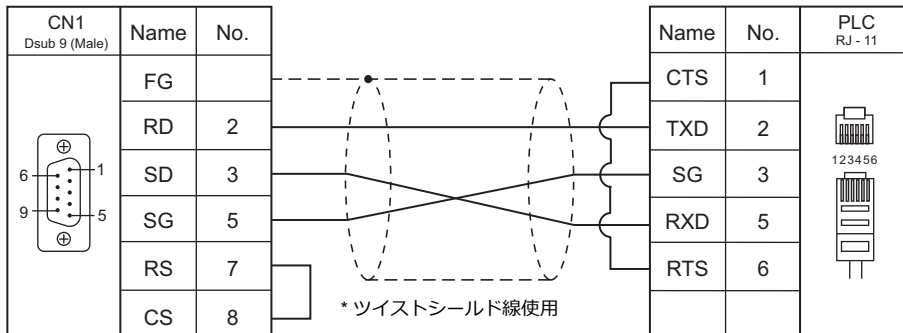 CN1
Dsub 9 (Male)
Name No.
FG
RD 2
SD 3
SG 5
RS 7
CS 8
6 1
9 5
* ツイストシールド線使用
Name No.
CTS 1
TXD 2
SG 3
RXD 5
RTS 6
PLC
RJ - 11
123456